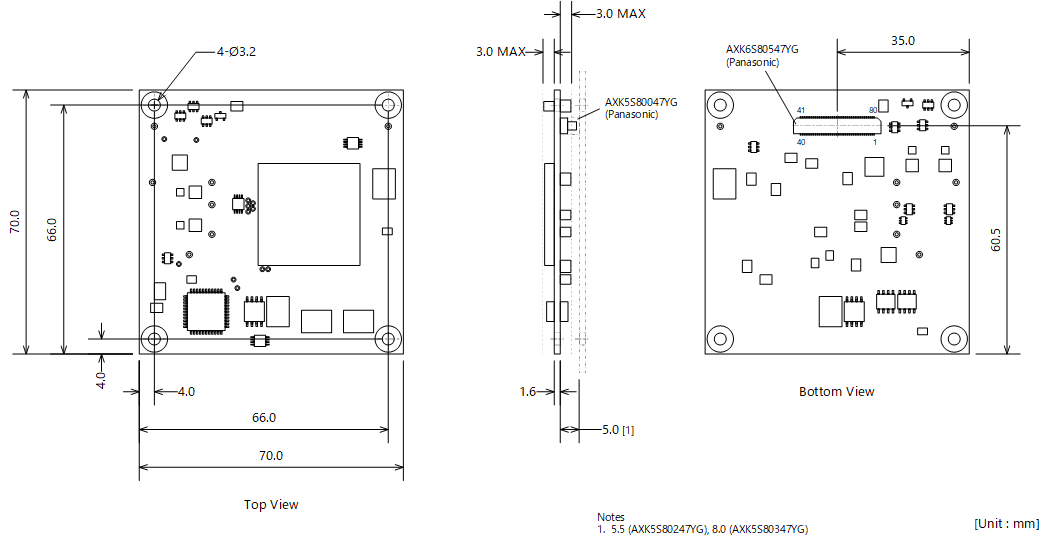 3.0 MAX
4-Ø3.2
3.0 MAX
AXK5S80047YG
(Panasonic)
AXK6S80547YG
(Panasonic)
35.0
41
80
40
1
70.0
66.0
60.5
4.0
4.0
66.0
70.0
1.6
5.0 [1]
Top View
Bottom View
Notes
1. 5.5 (AXK5S80247YG), 8.0 (AXK5S80347YG)
[Unit : mm]